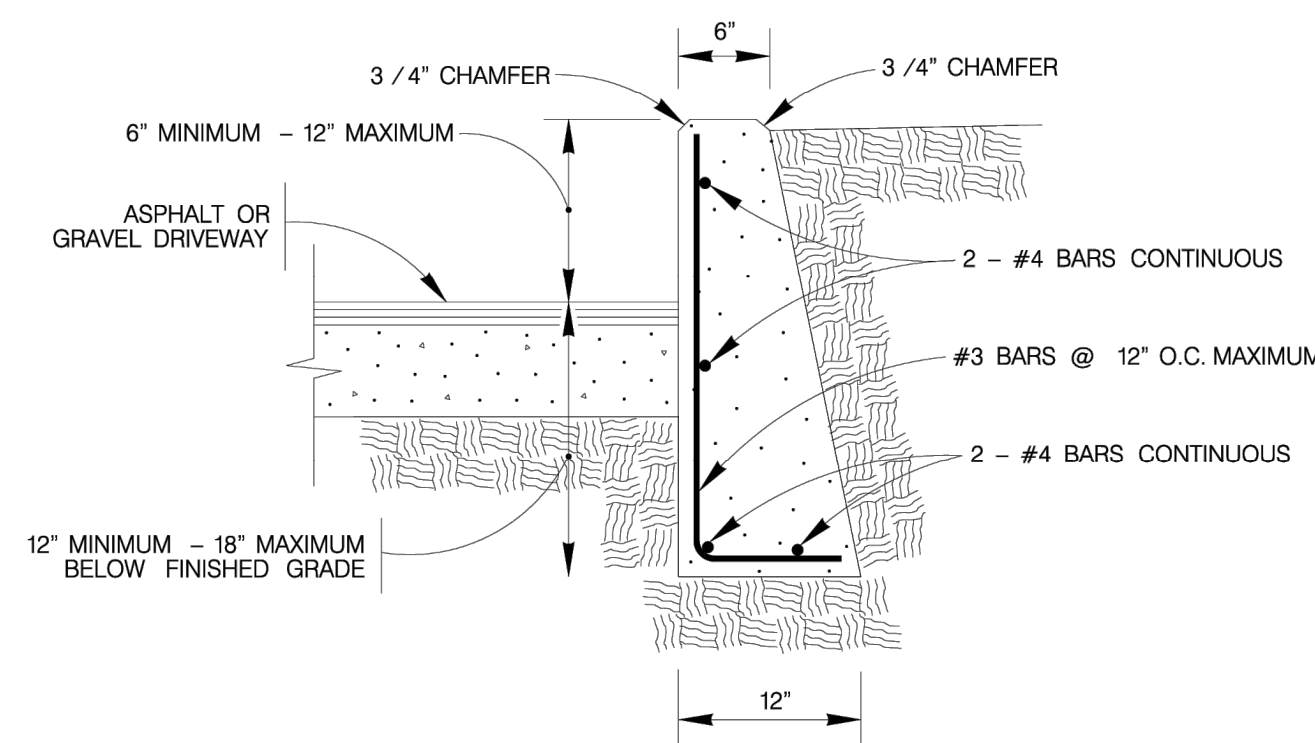 6”
3 /4” CHAMFER
3 /4” CHAMFER
6” MINIMUM – 12” MAXIMUM
ASPHALT OR
GRAVEL DRIVEWAY
2 – #4 BARS CONTINUOUS
#3 BARS @ 12” O.C. MAXIMUM
2 – #4 BARS CONTINUOUS
12” MINIMUM – 18” MAXIMUM
BELOW FINISHED GRADE
12”